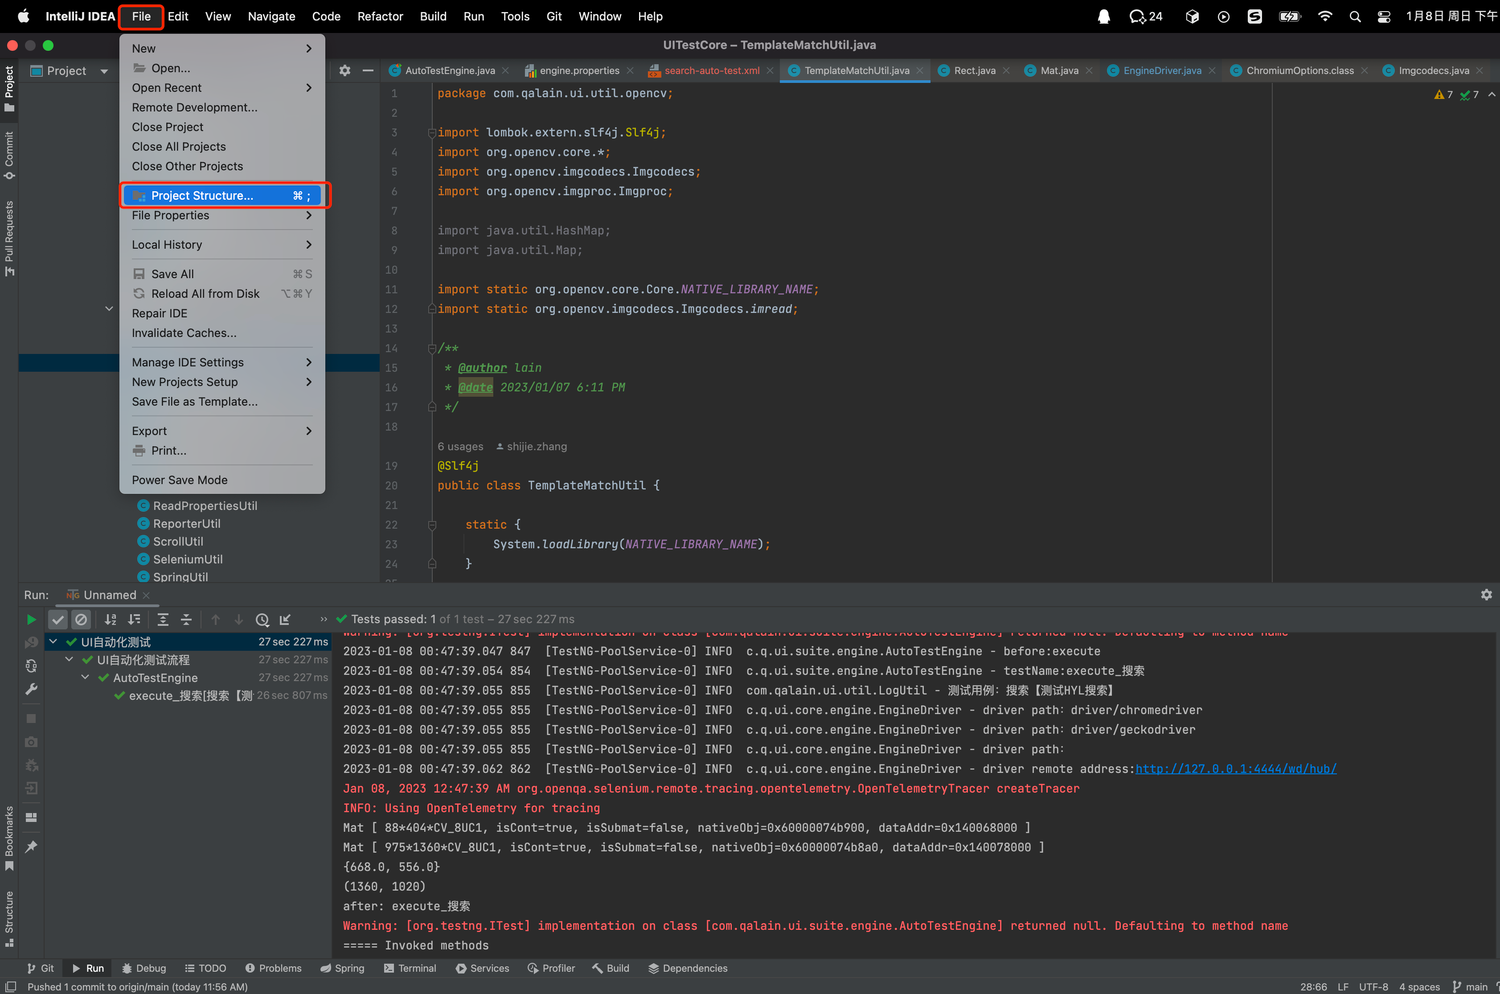 IntelliJ IDEA File Edit View Navigate Code Refactor Build Run Tools Git Window Help 24 1月8日 周日 下午
UITestCore – TemplateMatchUtil.java
Project
AutoTestEngine.java engine.properties search-auto-test.xml TemplateMatchUtil.java Rect.java Mat.java EngineDriver.java ChromiumOptions.class Imgcodecs.java
New
Open...
Open Recent
Remote Development...
Close Project
Close All Projects
Close Other Projects
Project Structure... ⌘ ;
File Properties
Local History
Save All ⌘S
Reload All from Disk ⌥⌘Y
Repair IDE
Invalidate Caches...
Manage IDE Settings
New Projects Setup
Save File as Template...
Export
Print...
Power Save Mode
ReadPropertiesUtil
ReporterUtil
ScrollUtil
SeleniumUtil
SpringUtil
Project
Commit
Pull Requests
Bookmarks
Structure
7 7
1 package com.qalain.ui.util.opencv;
2
3 import lombok.extern.slf4j.Slf4j;
4 import org.opencv.core.*;
5 import org.opencv.imgcodecs.Imgcodecs;
6 import org.opencv.imgproc.Imgproc;
7
8 import java.util.HashMap;
9 import java.util.Map;
10
11 import static org.opencv.core.Core.NATIVE_LIBRARY_NAME;
12 import static org.opencv.imgcodecs.Imgcodecs.imread;
13
14 /**
15 * @author lain
16 * @date 2023/01/07 6:11 PM
17 */
18
6 usages shijie.zhang
19 @Slf4j
20 public class TemplateMatchUtil {
21
22 static {
23 System.loadLibrary(NATIVE_LIBRARY_NAME);
24 }
Run: Unnamed
Tests passed: 1 of 1 test – 27 sec 227 ms
UI自动化测试 27 sec 227 ms
UI自动化测试流程 27 sec 227 ms
AutoTestEngine 27 sec 227 ms
execute_搜索[搜索【测 26 sec 807 ms
Warning: [org.testng.ITest] implementation on class [com.qalain.ui.suite.engine.AutoTestEngine] returned null. Defaulting to method name
2023-01-08 00:47:39.047 847 [TestNG-PoolService-0] INFO c.q.ui.suite.engine.AutoTestEngine - before:execute
2023-01-08 00:47:39.054 854 [TestNG-PoolService-0] INFO c.q.ui.suite.engine.AutoTestEngine - testName:execute_搜索
2023-01-08 00:47:39.055 855 [TestNG-PoolService-0] INFO com.qalain.ui.util.LogUtil - 测试用例：搜索【测试HYL搜索】
2023-01-08 00:47:39.055 855 [TestNG-PoolService-0] INFO c.q.ui.core.engine.EngineDriver - driver path：driver/chromedriver
2023-01-08 00:47:39.055 855 [TestNG-PoolService-0] INFO c.q.ui.core.engine.EngineDriver - driver path：driver/geckodriver
2023-01-08 00:47:39.055 855 [TestNG-PoolService-0] INFO c.q.ui.core.engine.EngineDriver - driver path：
2023-01-08 00:47:39.062 862 [TestNG-PoolService-0] INFO c.q.ui.core.engine.EngineDriver - driver remote address:http://127.0.0.1:4444/wd/hub/
Jan 08, 2023 12:47:39 AM org.openqa.selenium.remote.tracing.opentelemetry.OpenTelemetryTracer createTracer
INFO: Using OpenTelemetry for tracing
Mat [ 88*404*CV_8UC1, isCont=true, isSubmat=false, nativeObj=0x60000074b900, dataAddr=0x140068000 ]
Mat [ 975*1360*CV_8UC1, isCont=true, isSubmat=false, nativeObj=0x60000074b8a0, dataAddr=0x140078000 ]
{668.0, 556.0}
(1360, 1020)
after: execute_搜索
Warning: [org.testng.ITest] implementation on class [com.qalain.ui.suite.engine.AutoTestEngine] returned null. Defaulting to method name
===== Invoked methods
Git Run Debug TODO Problems Spring Terminal Services Profiler Build Dependencies
Pushed 1 commit to origin/main (today 11:56 AM) 28:66 LF UTF-8 4 spaces main